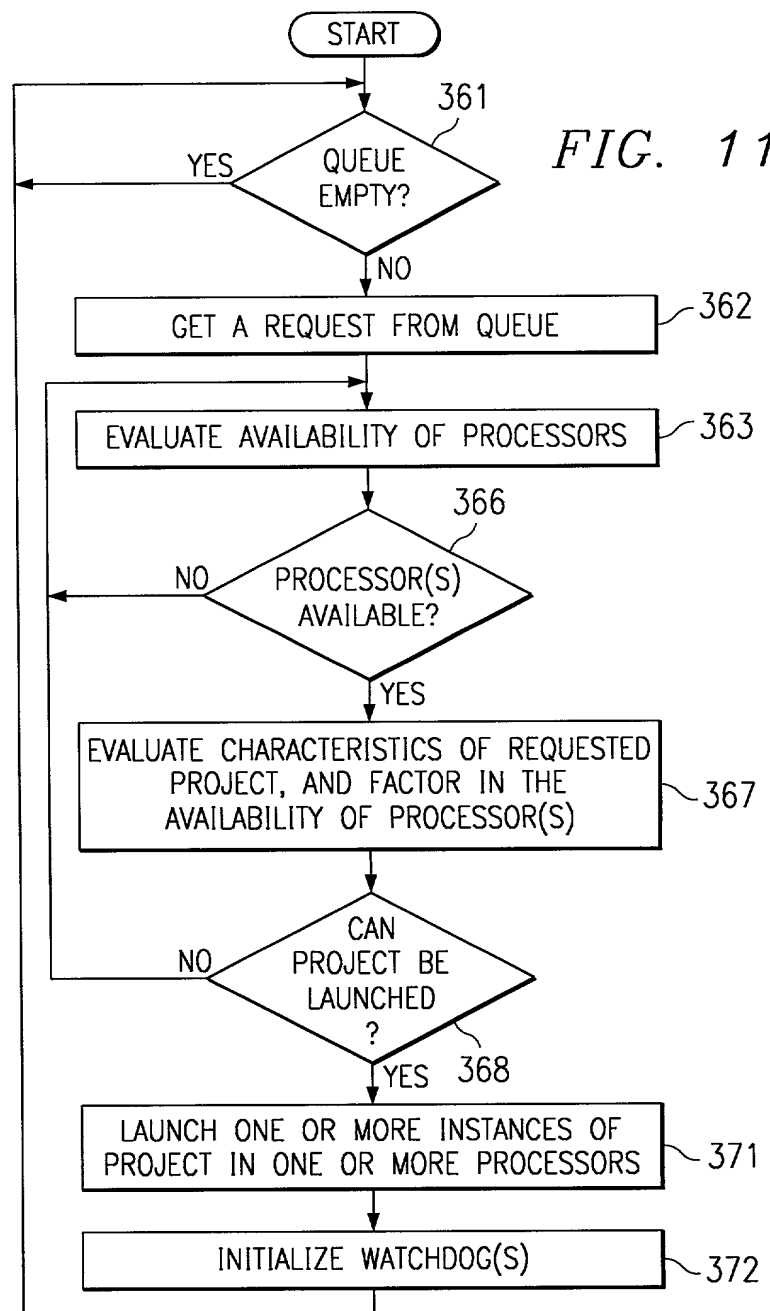 START
361
FIG. 11
YES
QUEUE
EMPTY?
NO
GET A REQUEST FROM QUEUE
362
EVALUATE AVAILABILITY OF PROCESSORS
363
366
NO
PROCESSOR(S)
AVAILABLE?
YES
EVALUATE CHARACTERISTICS OF REQUESTED
PROJECT, AND FACTOR IN THE
AVAILABILITY OF PROCESSOR(S)
367
NO
CAN
PROJECT BE
LAUNCHED
?
368
YES
LAUNCH ONE OR MORE INSTANCES OF
PROJECT IN ONE OR MORE PROCESSORS
371
INITIALIZE WATCHDOG(S)
372